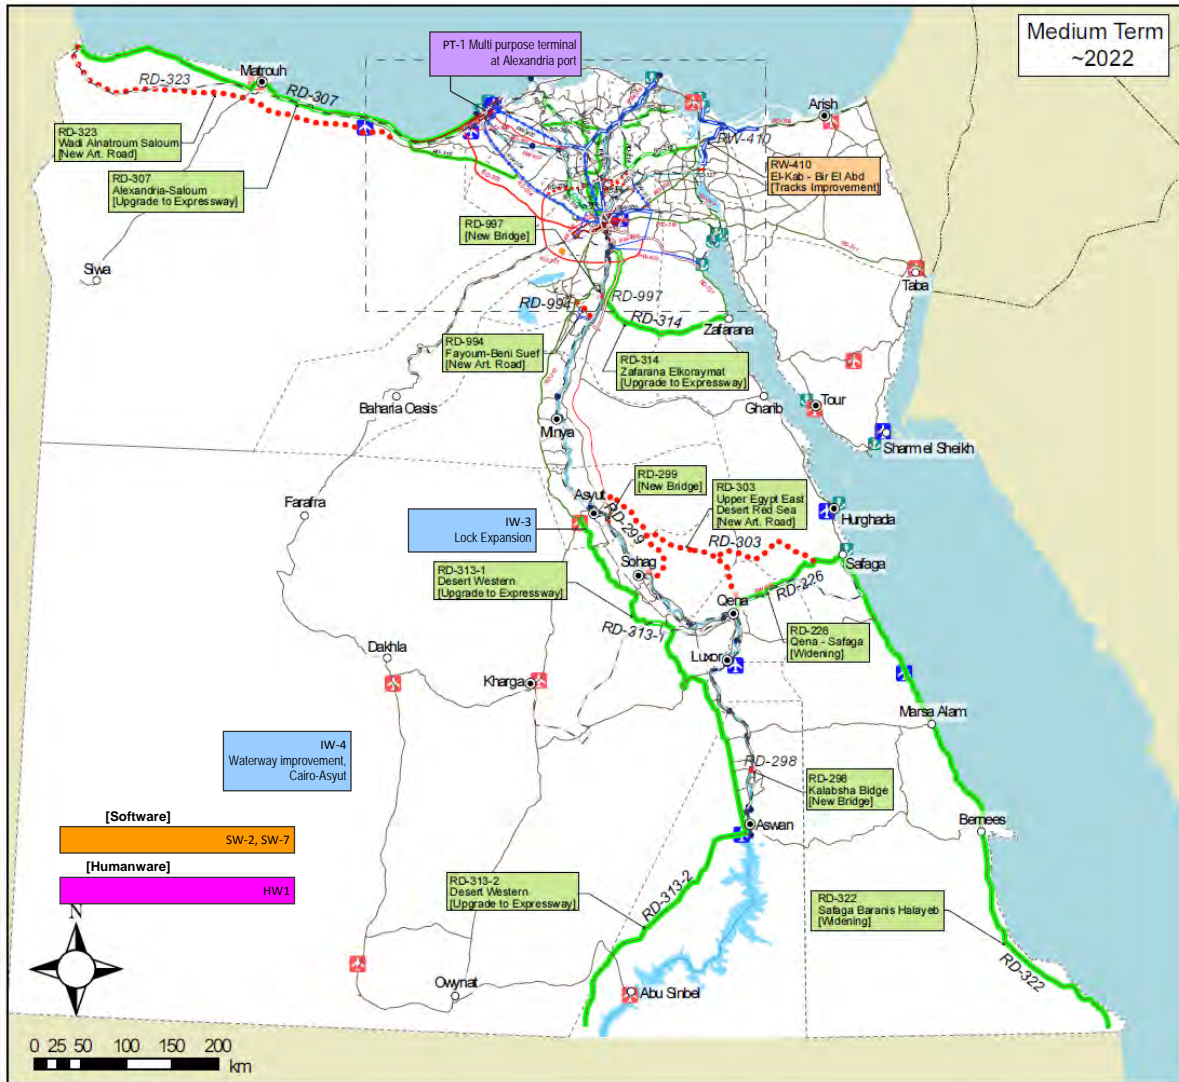 Medium Term
~2022
PT-1 Multi purpose terminal
at Alexandria port
Matrouh
RD-323
RD-307
Arish
RW-410
RD-323
Wadi Alnatroum Saloum
[New Art. Road]
RD-307
Alexandria-Saloum
[Upgrade to Expressway]
RW-410
El-Kab - Bir El Abd
[Tracks Improvement]
RD-997
[New Bridge]
Siwa
Taba
RD-994
RD-997
RD-314
Zafarana
RD-994
Fayoum-Beni Suef
[New Art. Road]
RD-314
Zafarana Elkoraymat
[Upgrade to Expressway]
Baharia Oasis
Gharib
Tour
Minya
Sharm el Sheikh
RD-299
[New Bridge]
RD-303
Upper Egypt East
Desert Red Sea
[New Art. Road]
Asyut
Farafra
Hurghada
IW-3
Lock Expansion
RD-299
RD-303
Sohag
Safaga
RD-313-1
Desert Western
[Upgrade to Expressway]
RD-226
Qena
RD-313-1
RD-226
Qena - Safaga
[Widening]
Dakhla
Luxor
Kharga
Marsa Alam
IW-4
Waterway improvement,
Cairo-Asyut
RD-298
RD-298
Kalabsha Bidge
[New Bridge]
[Software]
SW-2, SW-7
Aswan
Bernees
[Humanware]
HW1
RD-313-2
Desert Western
[Upgrade to Expressway]
RD-313-2
RD-322
Safaga Baranis Halayeb
[Widening]
N
RD-322
Owynat
Abu Sinbel
0 25 50 100 150 200
km